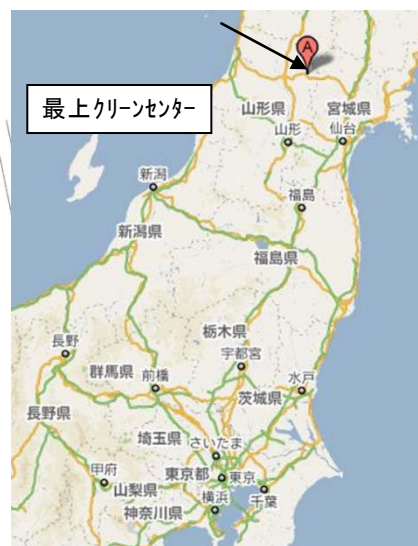 A
最上ｸﾘｰﾝｾﾝﾀｰ
山形県
宮城県
山形
仙台
新潟
福島
新潟県
福島県
栃木県
長野
宇都宮
群馬県
前橋
水戸
茨城県
長野県
埼玉県
さいたま
甲府
東京都
東京
山梨県
横浜
千葉
神奈川県